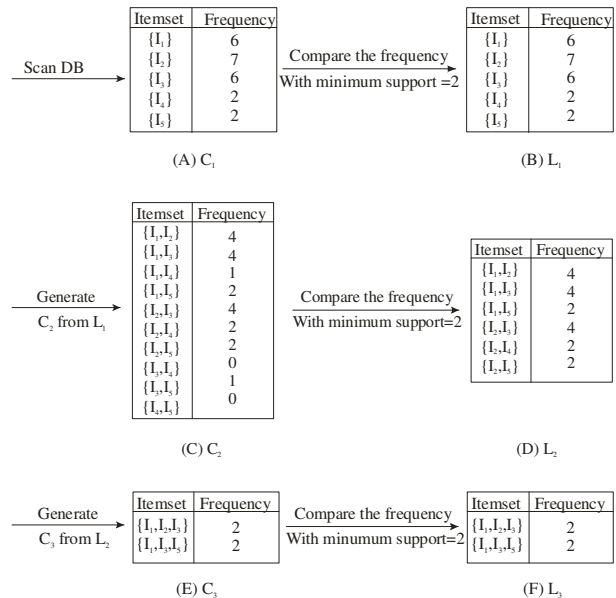 Itemset Frequency
{I₁} 6
{I₂} 7
{I₃} 6
{I₄} 2
{I₅} 2
(A) C₁
Scan DB
Compare the frequency
With minimum support =2
Itemset Frequency
{I₁} 6
{I₂} 7
{I₃} 6
{I₄} 2
{I₅} 2
(B) L₁
Generate
C₂ from L₁
Itemset Frequency
{I₁,I₂} 4
{I₁,I₃} 4
{I₁,I₄} 1
{I₁,I₅} 2
{I₂,I₃} 4
{I₂,I₄} 2
{I₂,I₅} 2
{I₃,I₄} 0
{I₃,I₅} 1
{I₄,I₅} 0
(C) C₂
Compare the frequency
With minimum support=2
Itemset Frequency
{I₁,I₂} 4
{I₁,I₃} 4
{I₁,I₅} 2
{I₂,I₃} 4
{I₂,I₄} 2
{I₂,I₅} 2
(D) L₂
Generate
C₃ from L₂
Itemset Frequency
{I₁,I₂,I₃} 2
{I₁,I₃,I₅} 2
(E) C₃
Compare the frequency
With minumum support=2
Itemset Frequency
{I₁,I₂,I₃} 2
{I₁,I₃,I₅} 2
(F) L₃